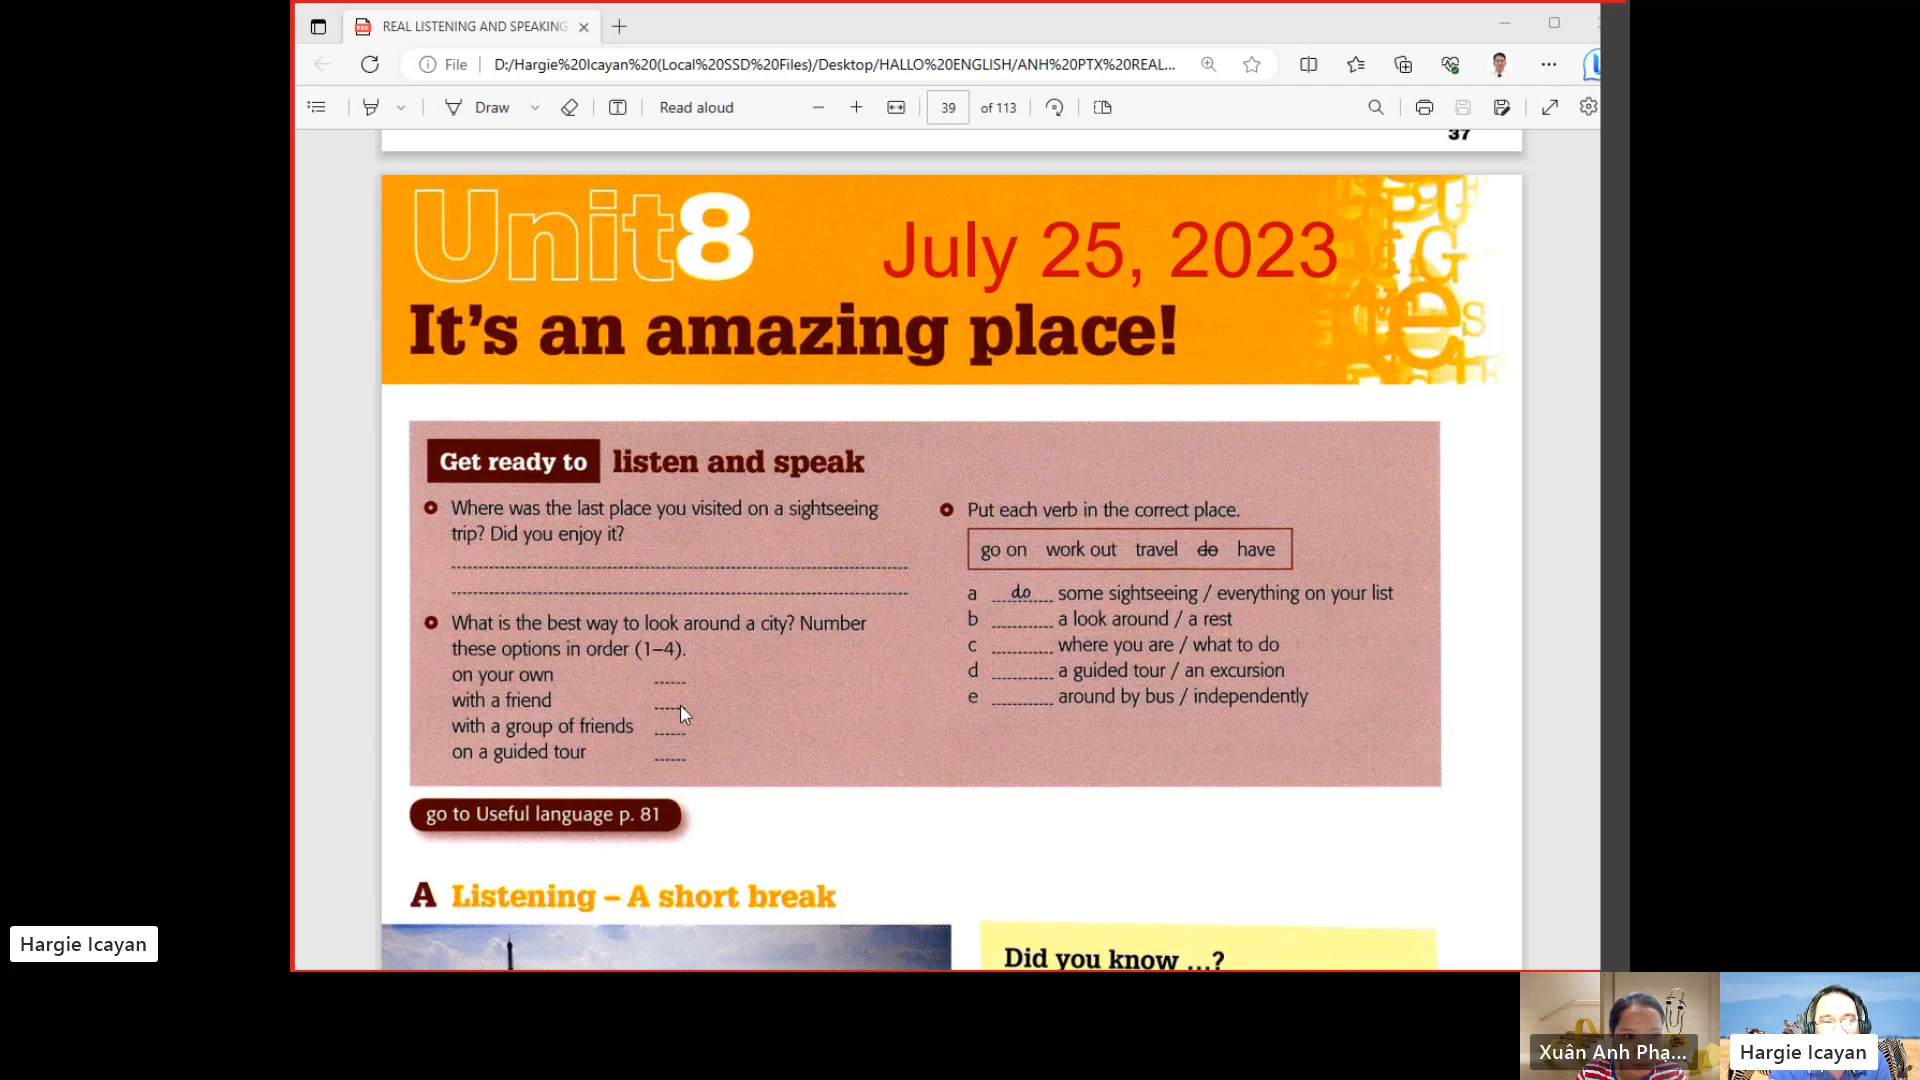 REAL LISTENING AND SPEAKING
File
D:/Hargie%20Icayan%20(Local%20SSD%20Files)/Desktop/HALLO%20ENGLISH/ANH%20PTX%20REAL...
Draw
Read aloud
39 of 113
37
Unit8
July 25, 2023
It's an amazing place!
Get ready to listen and speak
Where was the last place you visited on a sightseeing
trip? Did you enjoy it?
What is the best way to look around a city? Number
these options in order (1–4).
on your own
with a friend
with a group of friends
on a guided tour
Put each verb in the correct place.
go on work out travel do have
a do some sightseeing / everything on your list
b a look around / a rest
c where you are / what to do
d a guided tour / an excursion
e around by bus / independently
go to Useful language p. 81
A Listening – A short break
Did you know ...?
Hargie Icayan
Xuân Anh Phạ...
Hargie Icayan